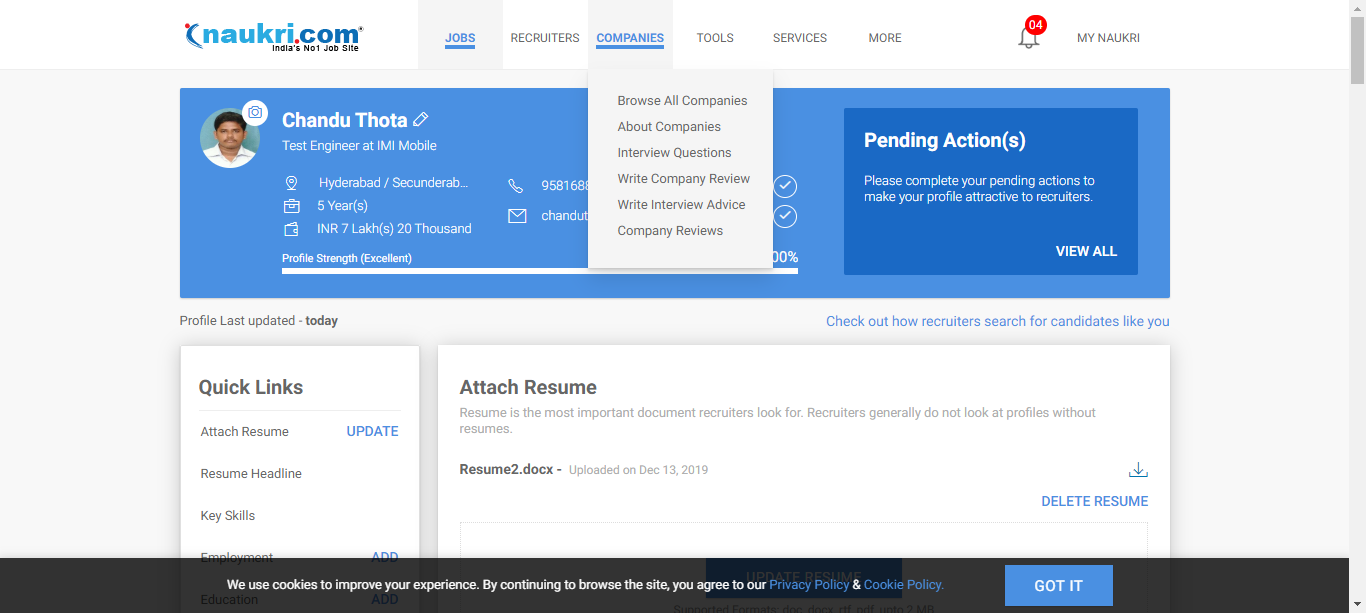 naukri.com
India's No1 Job Site
JOBS
RECRUITERS
COMPANIES
TOOLS
SERVICES
MORE
04
MY NAUKRI
Browse All Companies
About Companies
Interview Questions
Write Company Review
Write Interview Advice
Company Reviews
Chandu Thota
Test Engineer at IMI Mobile
Hyderabad / Secunderab...
5 Year(s)
INR 7 Lakh(s) 20 Thousand
958168
chandut
Profile Strength (Excellent)
00%
Pending Action(s)
Please complete your pending actions to
make your profile attractive to recruiters.
VIEW ALL
Profile Last updated - today
Check out how recruiters search for candidates like you
Quick Links
Attach Resume UPDATE
Resume Headline
Key Skills
Employment ADD
Education ADD
Attach Resume
Resume is the most important document recruiters look for. Recruiters generally do not look at profiles without
resumes.
Resume2.docx - Uploaded on Dec 13, 2019
DELETE RESUME
UPDATE RESUME
Supported Formats: doc, docx, rtf, pdf, upto 2 MB
We use cookies to improve your experience. By continuing to browse the site, you agree to our Privacy Policy & Cookie Policy.
GOT IT